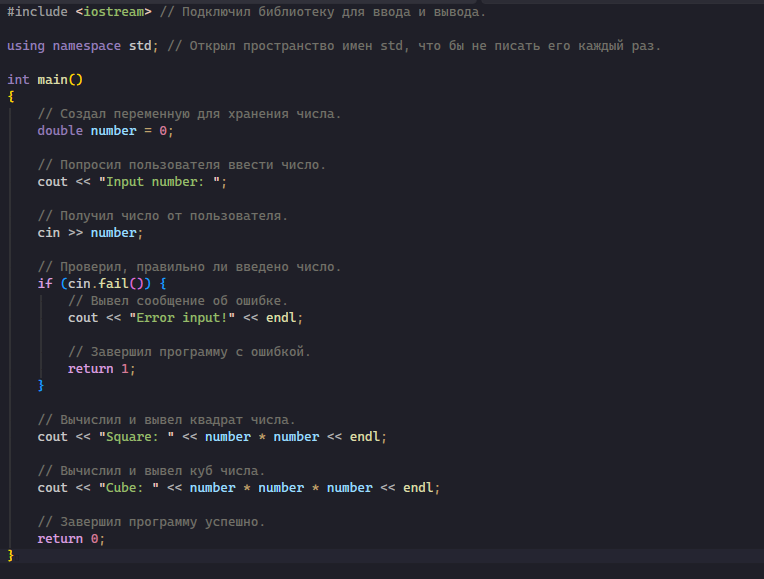 #include <iostream> // Подключил библиотеку для ввода и вывода.
using namespace std; // Открыл пространство имен std, что бы не писать его каждый раз.
int main()
{
// Создал переменную для хранения числа.
double number = 0;
// Попросил пользователя ввести число.
cout << "Input number: ";
// Получил число от пользователя.
cin >> number;
// Проверил, правильно ли введено число.
if (cin.fail()) {
// Вывел сообщение об ошибке.
cout << "Error input!" << endl;
// Завершил программу с ошибкой.
return 1;
}
// Вычислил и вывел квадрат числа.
cout << "Square: " << number * number << endl;
// Вычислил и вывел куб числа.
cout << "Cube: " << number * number * number << endl;
// Завершил программу успешно.
return 0;
}